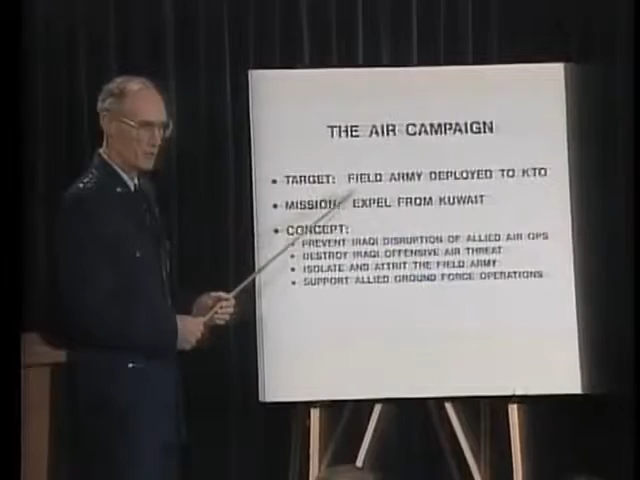 THE AIR CAMPAIGN
• TARGET: FIELD ARMY DEPLOYED TO KTO
• MISSION: EXPEL FROM KUWAIT
• CONCEPT:
• PREVENT IRAQI DISRUPTION OF ALLIED AIR OPS
• DESTROY IRAQI OFFENSIVE AIR THREAT
• ISOLATE AND ATTRIT THE FIELD ARMY
• SUPPORT ALLIED GROUND FORCE OPERATIONS